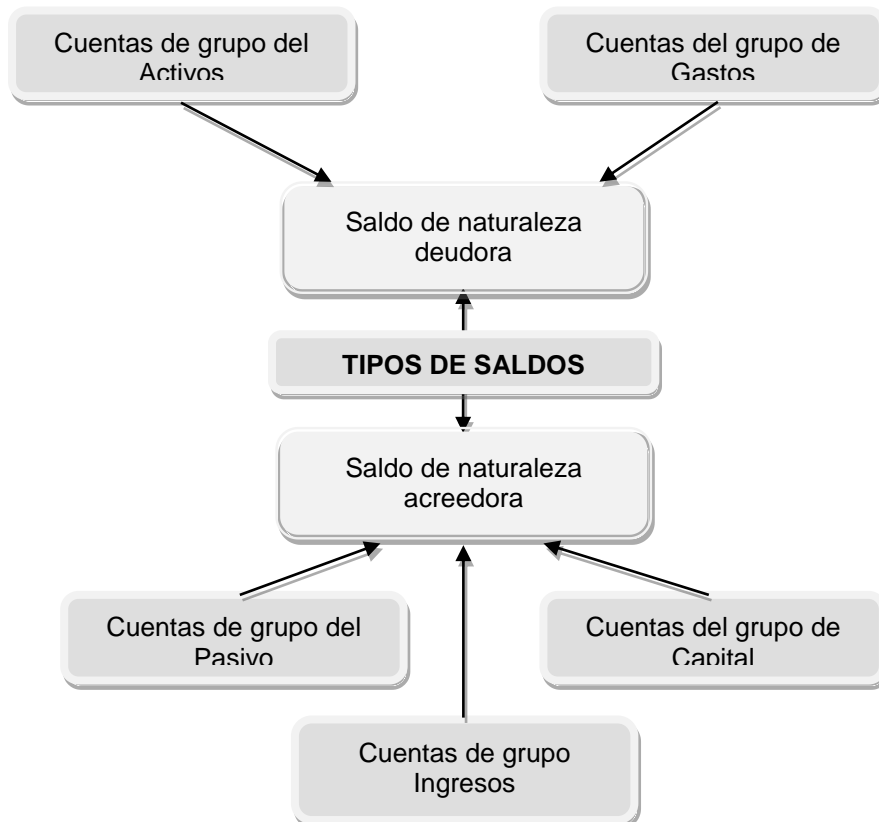 Cuentas de grupo del
Activos
Cuentas del grupo de
Gastos
Saldo de naturaleza
deudora
TIPOS DE SALDOS
Saldo de naturaleza
acreedora
Cuentas de grupo del
Pasivo
Cuentas del grupo de
Capital
Cuentas de grupo
Ingresos